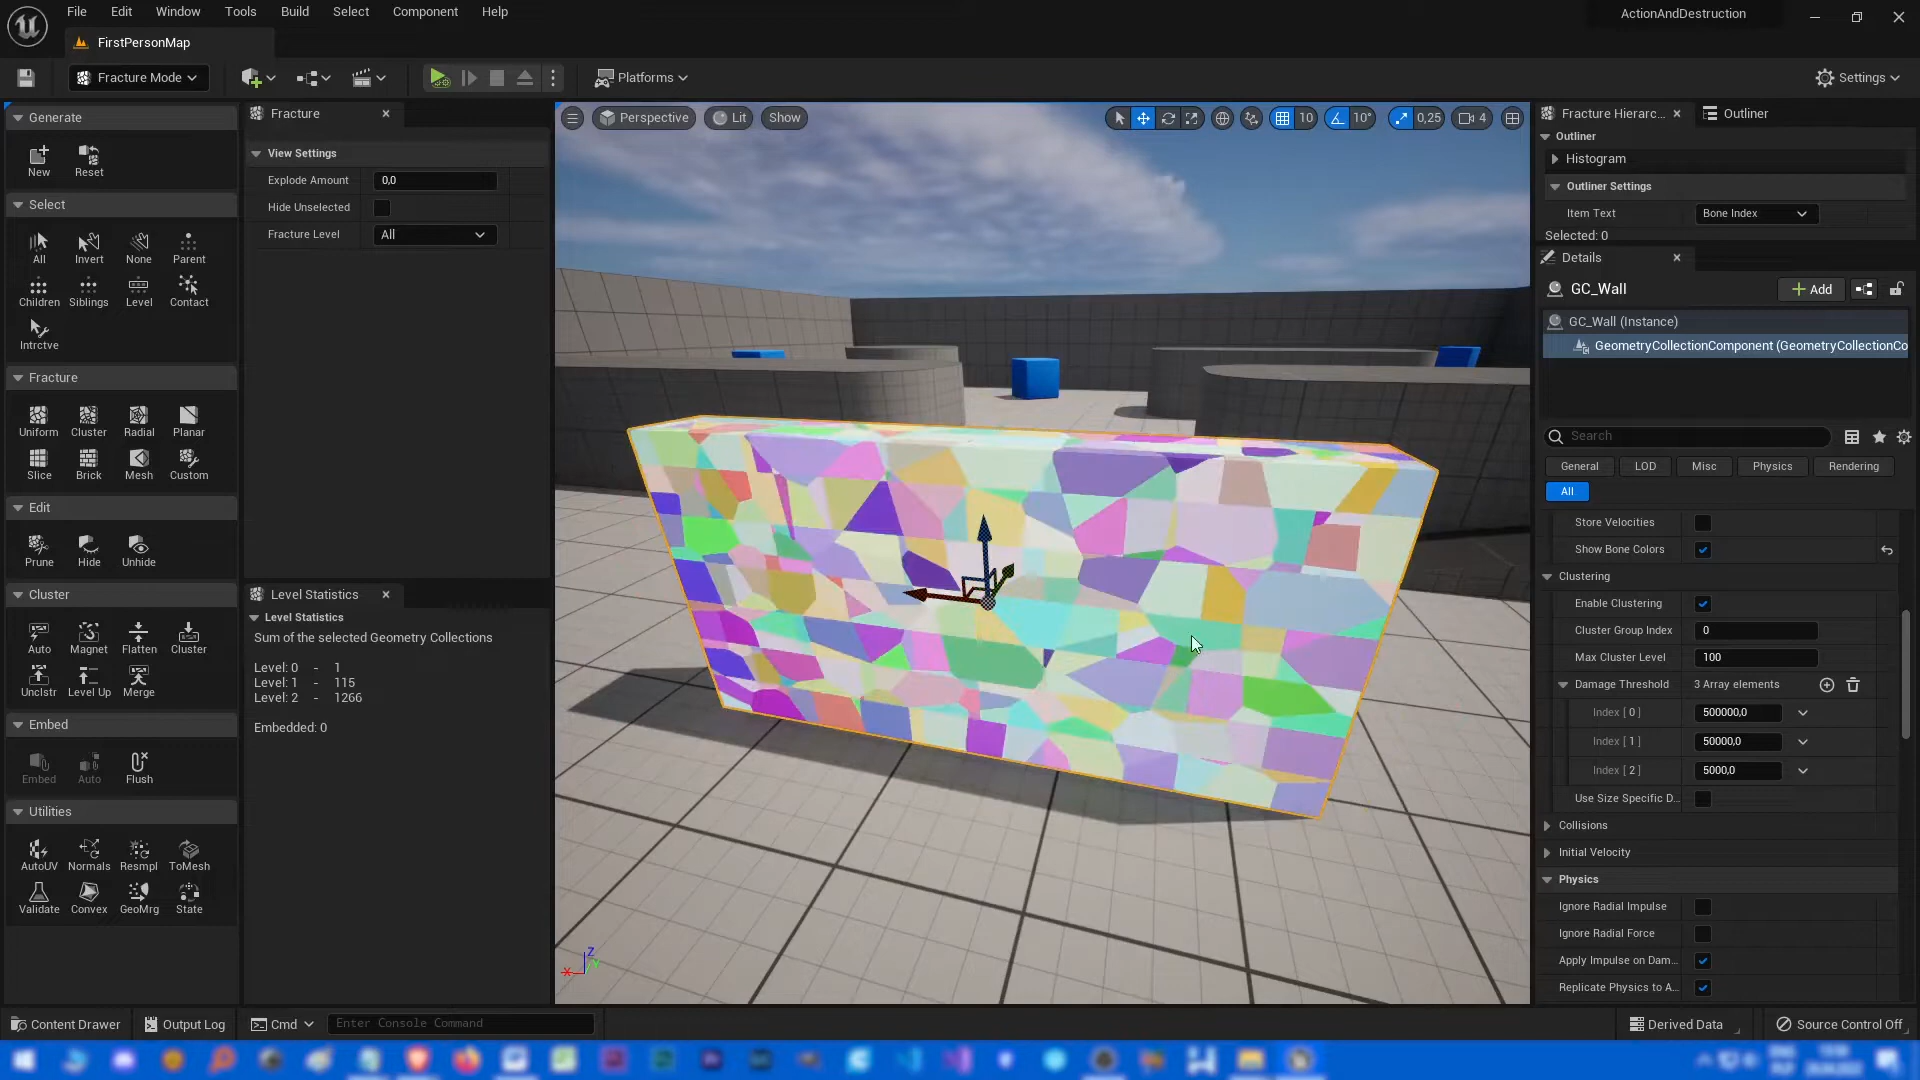 File Edit Window Tools Build Select Component Help
ActionAndDestruction
FirstPersonMap
Fracture Mode
Platforms
Settings
Generate
New Reset
Select
All Invert None Parent
Children Siblings Level Contact
Intrctve
Fracture
Uniform Cluster Radial Planar
Slice Brick Mesh Custom
Edit
Prune Hide Unhide
Cluster
Auto Magnet Flatten Cluster
Unclstr Level Up Merge
Embed
Embed Auto Flush
Utilities
AutoUV Normals Resmpl ToMesh
Validate Convex GeoMrg State
Fracture
View Settings
Explode Amount 0,0
Hide Unselected
Fracture Level All
Level Statistics
Level Statistics
Sum of the selected Geometry Collections
Level: 0 - 1
Level: 1 - 115
Level: 2 - 1266
Embedded: 0
Perspective Lit Show
10 10° 0,25 4
Z
X
Y
Fracture Hierarc... Outliner
Outliner
Histogram
Outliner Settings
Item Text Bone Index
Selected: 0
Details
GC_Wall
Add
GC_Wall (Instance)
GeometryCollectionComponent (GeometryCollectionCo
Search
General LOD Misc Physics Rendering
All
Store Velocities
Show Bone Colors
Clustering
Enable Clustering
Cluster Group Index 0
Max Cluster Level 100
Damage Threshold 3 Array elements
Index [ 0 ] 500000,0
Index [ 1 ] 50000,0
Index [ 2 ] 5000,0
Use Size Specific D...
Collisions
Initial Velocity
Physics
Ignore Radial Impulse
Ignore Radial Force
Apply Impulse on Dam...
Replicate Physics to A...
Content Drawer Output Log Cmd Enter Console Command
Derived Data Source Control Off